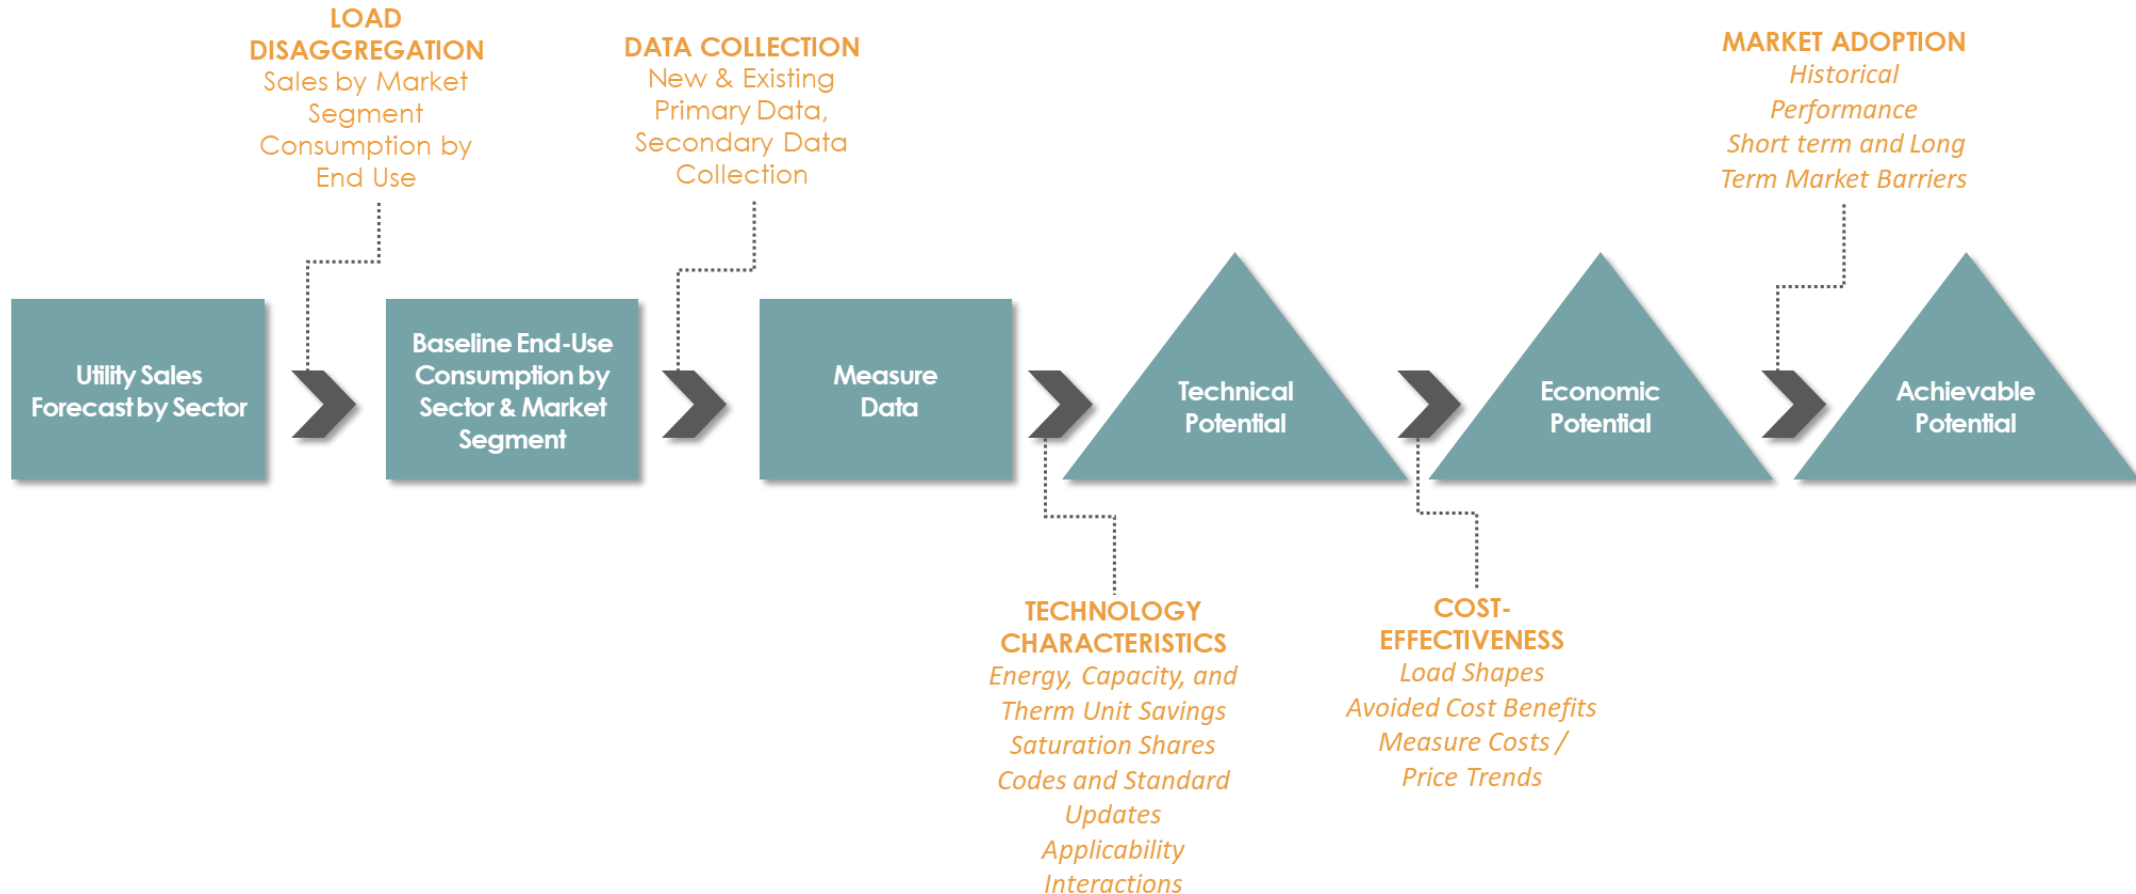 LOAD
DISAGGREGATION
Sales by Market
Segment
Consumption by
End Use
DATA COLLECTION
New & Existing
Primary Data,
Secondary Data
Collection
MARKET ADOPTION
Historical
Performance
Short term and Long
Term Market Barriers
Utility Sales
Forecast by Sector
Baseline End-Use
Consumption by
Sector & Market
Segment
Measure
Data
Technical
Potential
Economic
Potential
Achievable
Potential
TECHNOLOGY
CHARACTERISTICS
Energy, Capacity, and
Therm Unit Savings
Saturation Shares
Codes and Standard
Updates
Applicability
Interactions
COST-
EFFECTIVENESS
Load Shapes
Avoided Cost Benefits
Measure Costs /
Price Trends